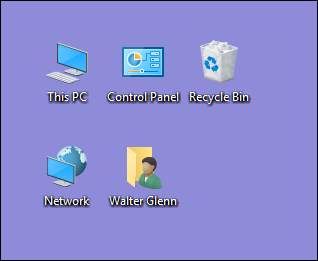 This PC
Control Panel
Recycle Bin
Network
Walter Glenn